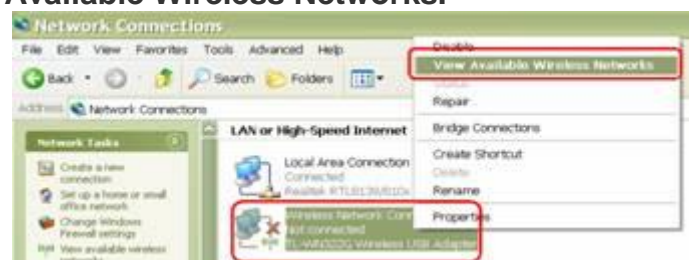 Available Wireless Networks.
Network Connections
File Edit View Favorites Tools Advanced Help
Back Search Folders
Address Network Connections
Network Tasks
Create a new
connection
Set up a home or small
office network
Change Windows
Firewall settings
View available wireless
networks
LAN or High-Speed Internet
Local Area Connection
Connected
Realtek
Wireless Network
Not connected
TL-WN322G Wireless USB Adapter
Disable
View Available Wireless Networks
Repair
Bridge Connections
Create Shortcut
Delete
Rename
Properties